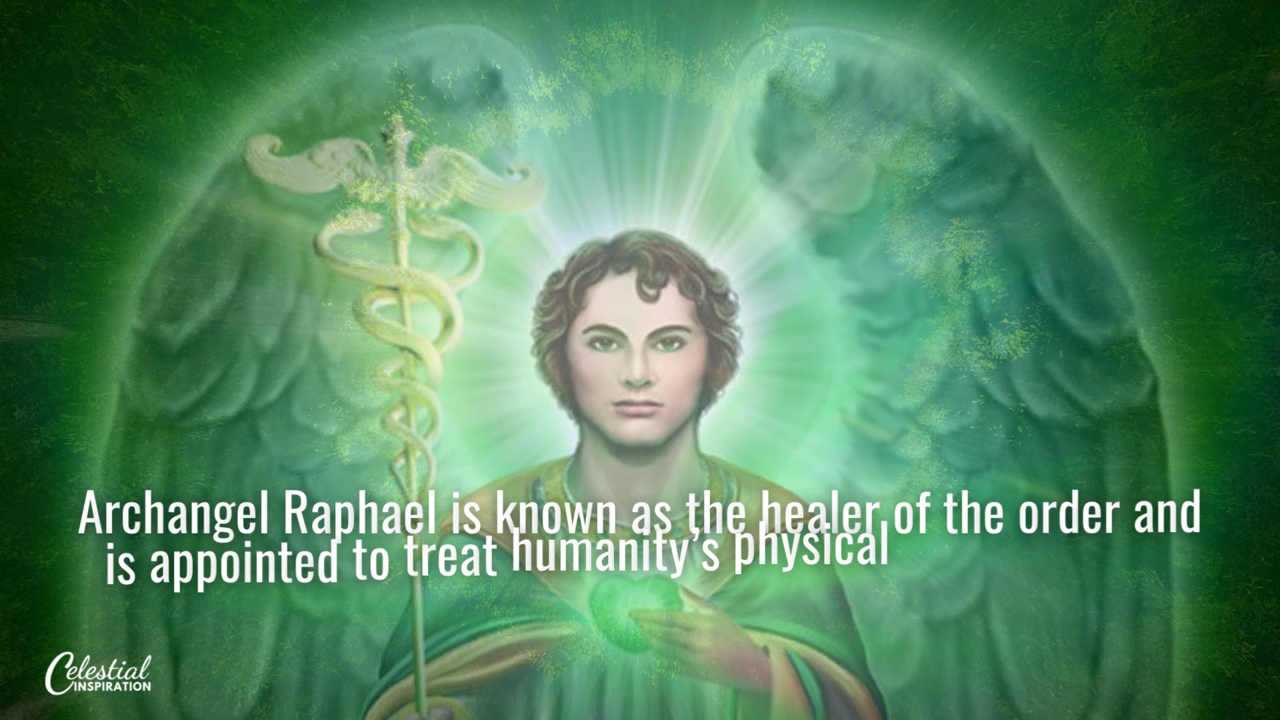 Archangel Raphael is known as the healer of the order and
is appointed to treat humanity’s physical
Celestial
INSPIRATION